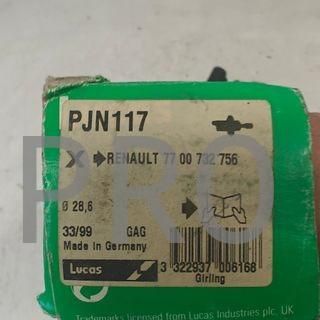 PJN117
RENAULT 77 00 732 756
Ø 28,6
33/99 GAG
Made in Germany
Lucas
3 322937 006168
Girling
Trademarks licensed from Lucas Industries plc. UK
PRO